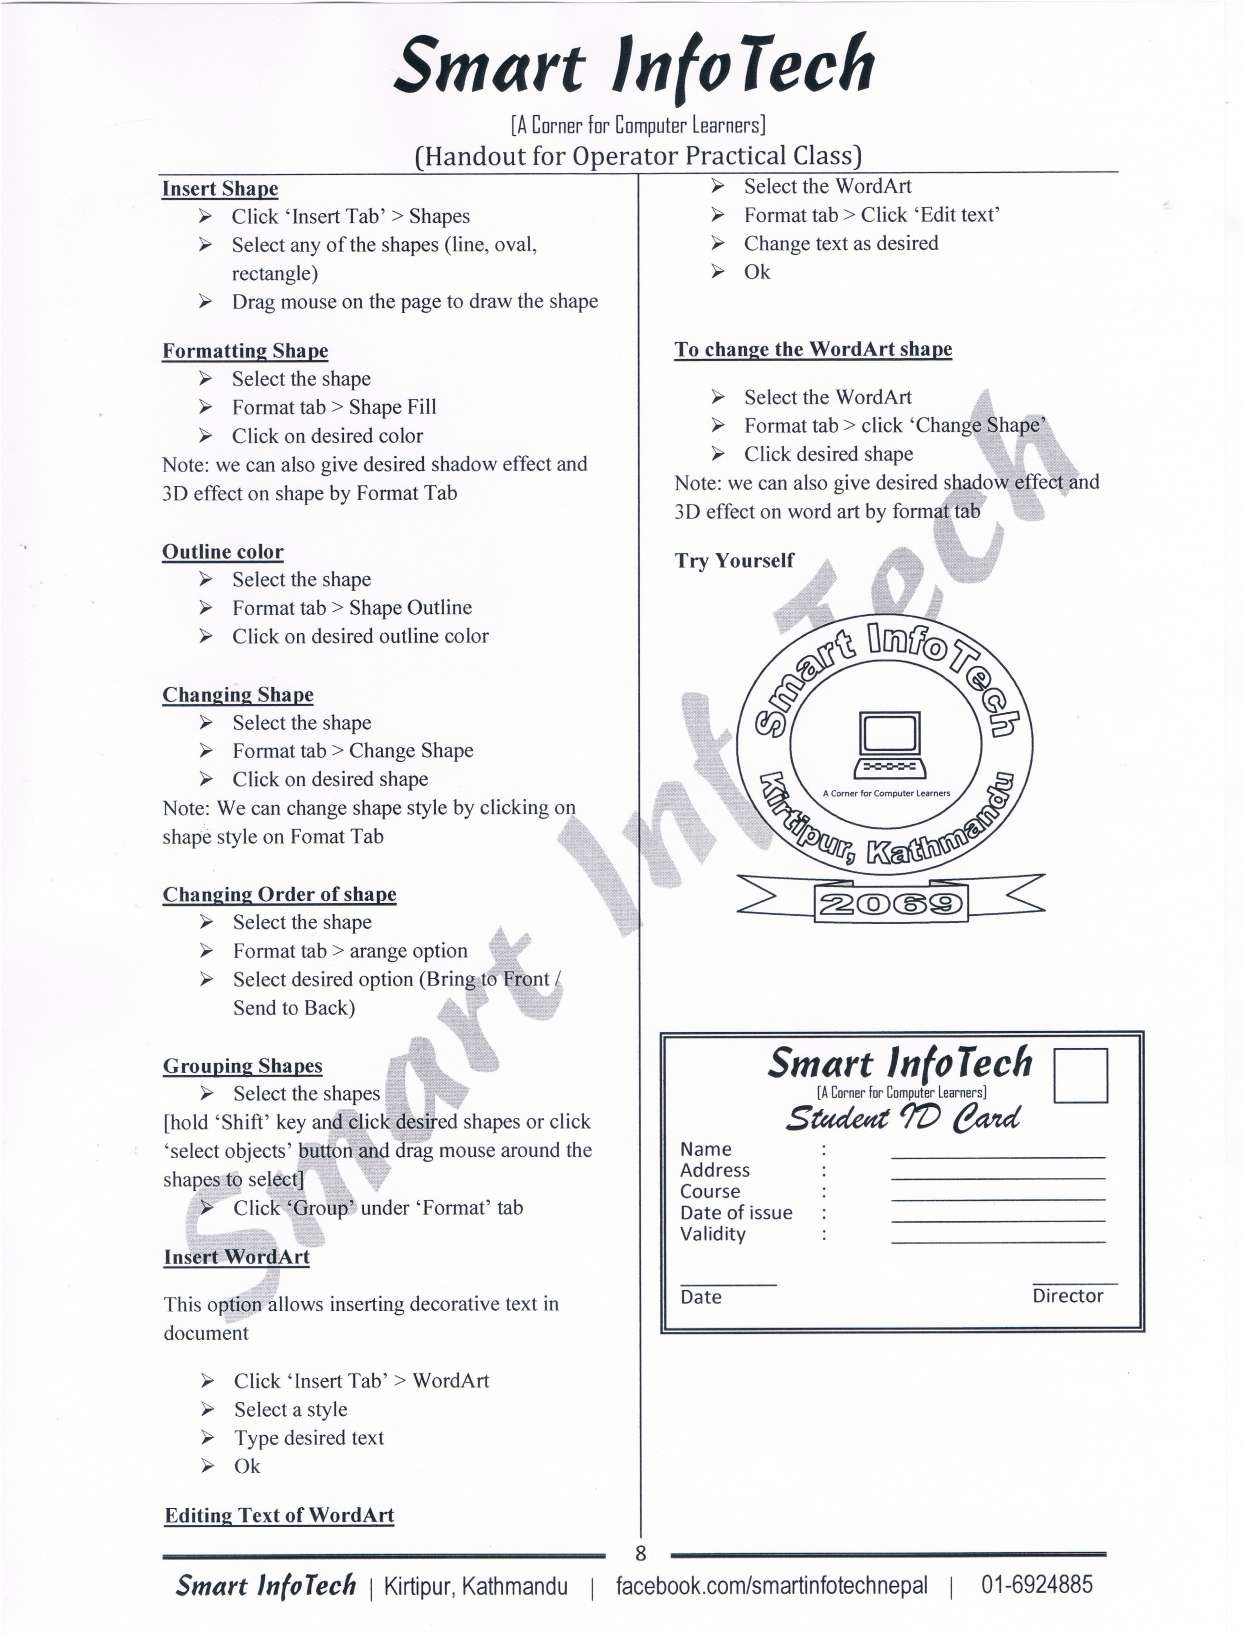 Smart InfoTech
[A Corner for Computer Learners]
(Handout for Operator Practical Class)
Insert Shape
➢ Click ‘Insert Tab’ > Shapes
➢ Select any of the shapes (line, oval,
rectangle)
➢ Drag mouse on the page to draw the shape
Formatting Shape
➢ Select the shape
➢ Format tab > Shape Fill
➢ Click on desired color
Note: we can also give desired shadow effect and
3D effect on shape by Format Tab
Outline color
➢ Select the shape
➢ Format tab > Shape Outline
➢ Click on desired outline color
Changing Shape
➢ Select the shape
➢ Format tab > Change Shape
➢ Click on desired shape
Note: We can change shape style by clicking on
shape style on Fomat Tab
Changing Order of shape
➢ Select the shape
➢ Format tab > arange option
➢ Select desired option (Bring to Front /
Send to Back)
Grouping Shapes
➢ Select the shapes
[hold ‘Shift’ key and click desired shapes or click
‘select objects’ button and drag mouse around the
shapes to select]
➢ Click ‘Group’ under ‘Format’ tab
Insert WordArt
This option allows inserting decorative text in
document
➢ Click ‘Insert Tab’ > WordArt
➢ Select a style
➢ Type desired text
➢ Ok
Editing Text of WordArt
➢ Select the WordArt
➢ Format tab > Click ‘Edit text’
➢ Change text as desired
➢ Ok
To change the WordArt shape
➢ Select the WordArt
➢ Format tab > click ‘Change Shape’
➢ Click desired shape
Note: we can also give desired shadow effect and
3D effect on word art by format tab
Try Yourself
Smart InfoTech
A Corner for Computer Learners
Kirtipur, Kathmandu
2069
Smart InfoTech
[A Corner for Computer Learners]
Student ID Card
Name :
Address :
Course :
Date of issue :
Validity :
Date Director
Smart InfoTech
8
Smart InfoTech | Kirtipur, Kathmandu | facebook.com/smartinfotechnepal | 01-6924885